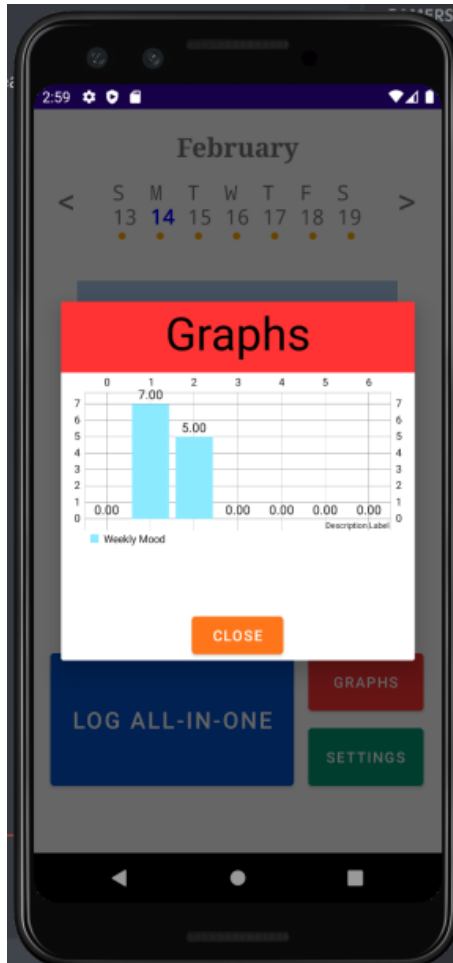 GAMERS
2:59
February
< S M T W T F S >
13 14 15 16 17 18 19
Graphs
0 1 2 3 4 5 6
7.00
7 7
6 6
5.00
5 5
4 4
3 3
2 2
1 1
0.00 0.00 0.00 0.00 0.00
0 0
Description Label
Weekly Mood
CLOSE
LOG ALL-IN-ONE
GRAPHS
SETTINGS